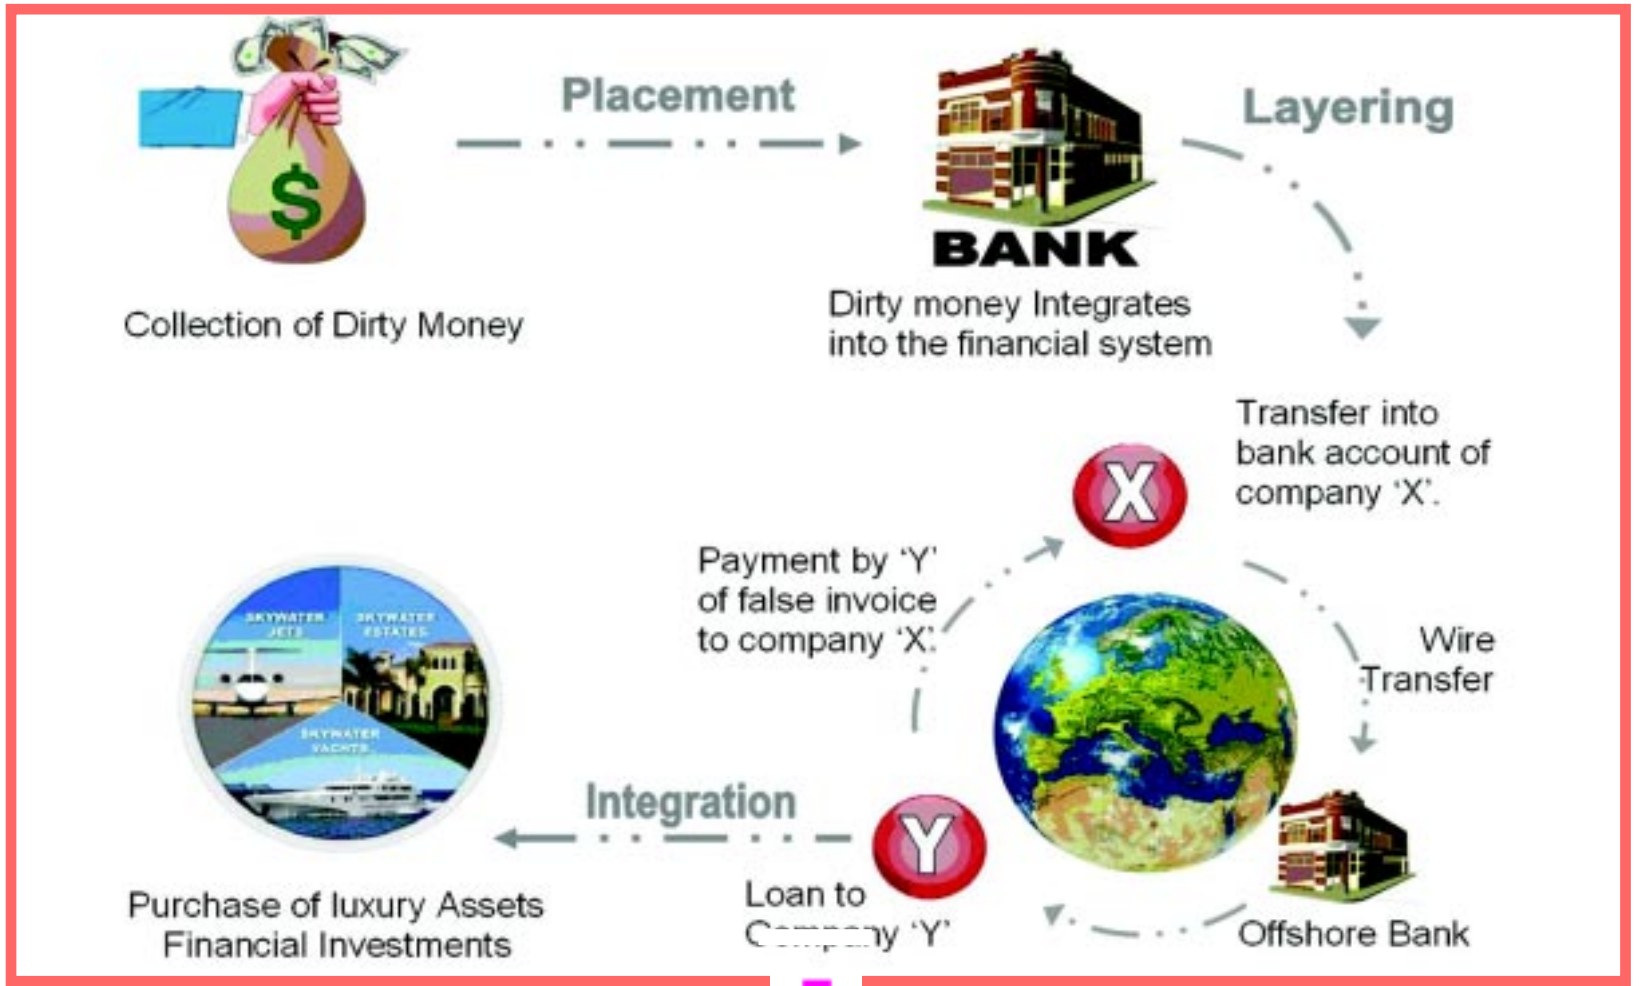 Placement
Layering
$
BANK
Collection of Dirty Money
Dirty money Integrates
into the financial system
Transfer into
bank account of
company ‘X’.
X
Payment by ‘Y’
of false invoice
to company ‘X’.
Wire
Transfer
SKYWATER
JETS
SKYWATER
ESTATES
SKYWATER
YACHTS
Integration
Y
Loan to
Company ‘Y’
Offshore Bank
Purchase of luxury Assets
Financial Investments